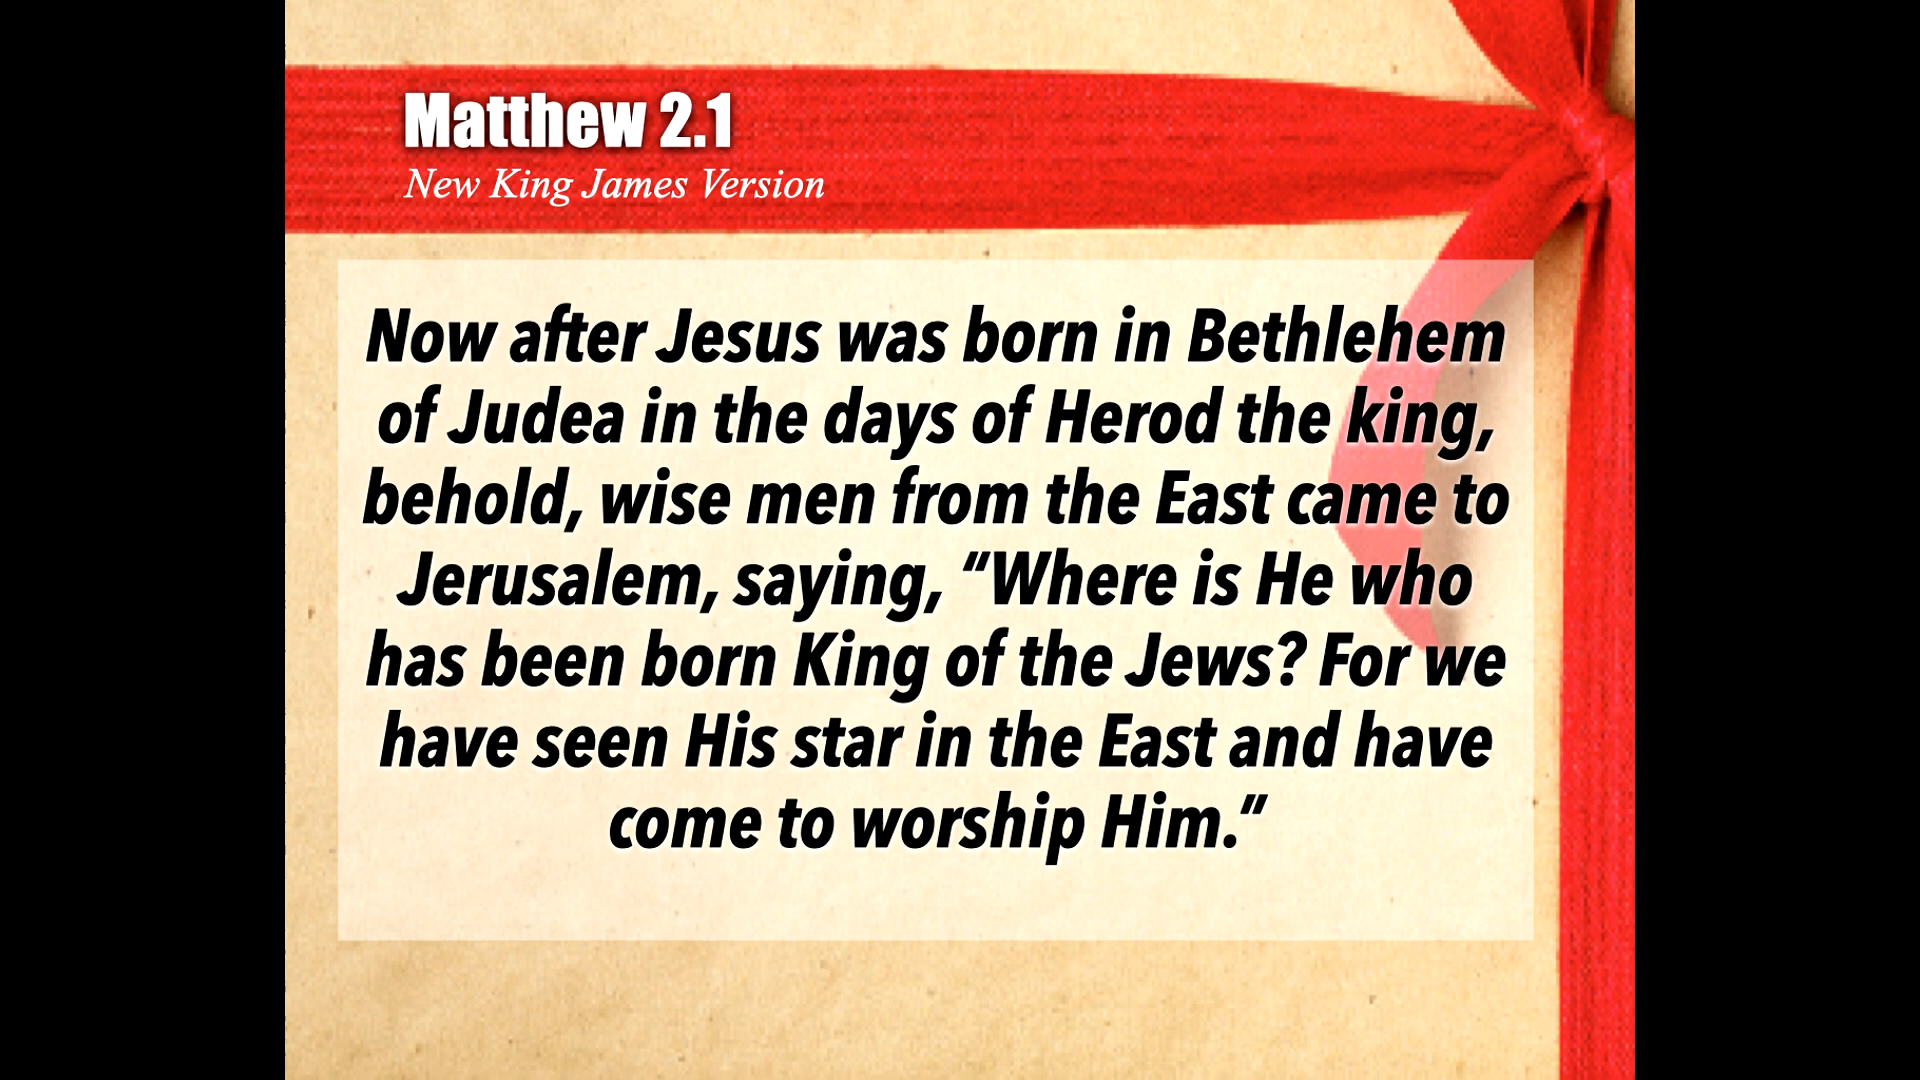 Matthew 2.1
New King James Version
Now after Jesus was born in Bethlehem
of Judea in the days of Herod the king,
behold, wise men from the East came to
Jerusalem, saying, “Where is He who
has been born King of the Jews? For we
have seen His star in the East and have
come to worship Him.“